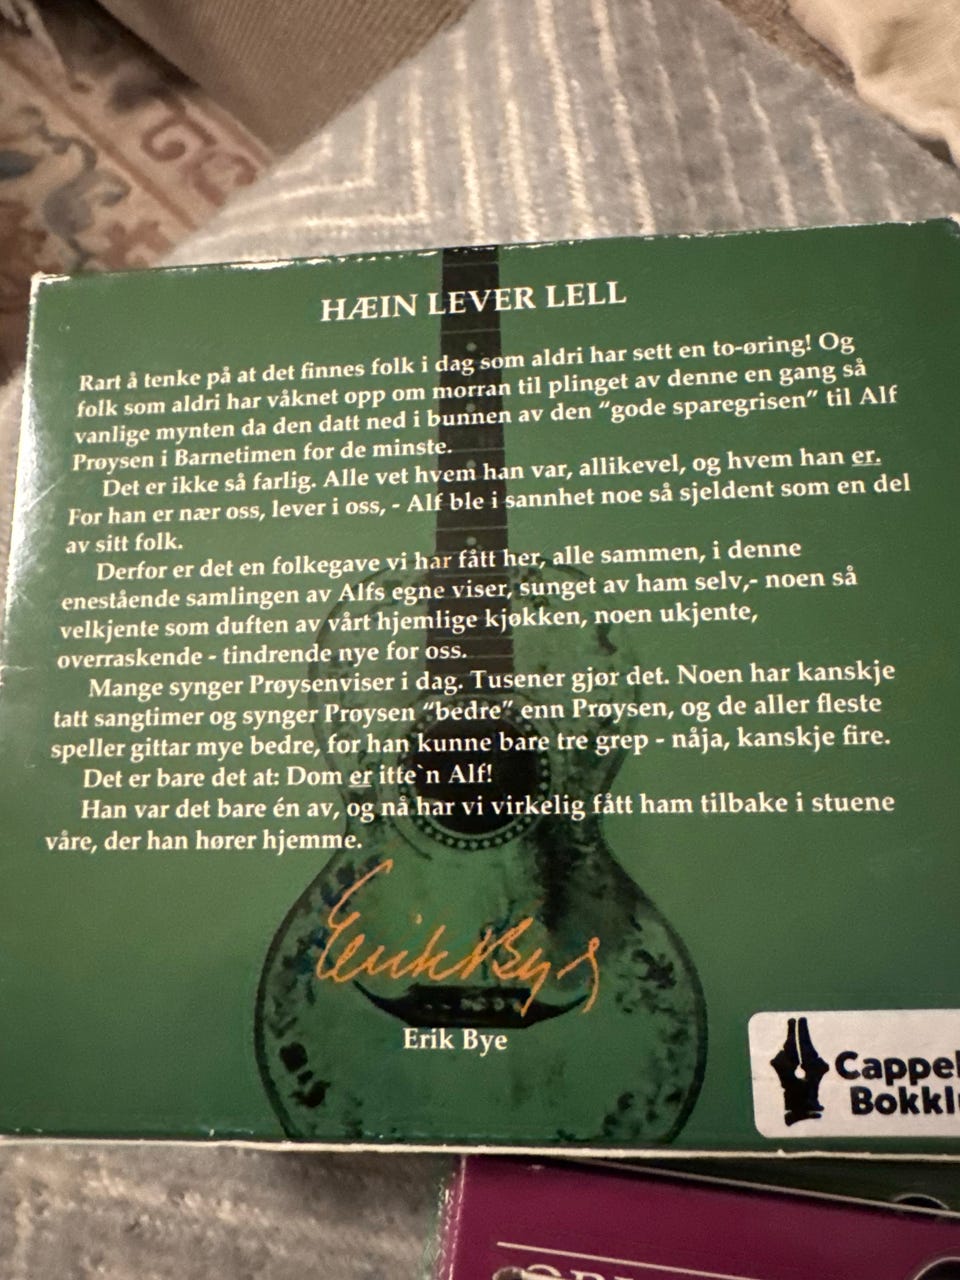 HÆIN LEVER LELL
Rart å tenke på at det finnes folk i dag som aldri har sett en to-øring! Og
folk som aldri har våknet opp om morran til plinget av denne en gang så
vanlige mynten da den datt ned i bunnen av den “gode sparegrisen” til Alf
Prøysen i Barnetimen for de minste.
Det er ikke så farlig. Alle vet hvem han var, allikevel, og hvem han er.
For han er nær oss, lever i oss, - Alf ble i sannhet noe så sjeldent som en del
av sitt folk.
Derfor er det en folkegave vi har fått her, alle sammen, i denne
enestående samlingen av Alfs egne viser, sunget av ham selv,- noen så
velkjente som duften av vårt hjemlige kjøkken, noen ukjente,
overraskende - tindrende nye for oss.
Mange synger Prøysenviser i dag. Tusener gjør det. Noen har kanskje
tatt sangtimer og synger Prøysen “bedre” enn Prøysen, og de aller fleste
speller gittar mye bedre, for han kunne bare tre grep - nåja, kanskje fire.
Det er bare det at: Dom er itte`n Alf!
Han var det bare én av, og nå har vi virkelig fått ham tilbake i stuene
våre, der han hører hjemme.
Erik Bye
Erik Bye
Cappel
Bokkl